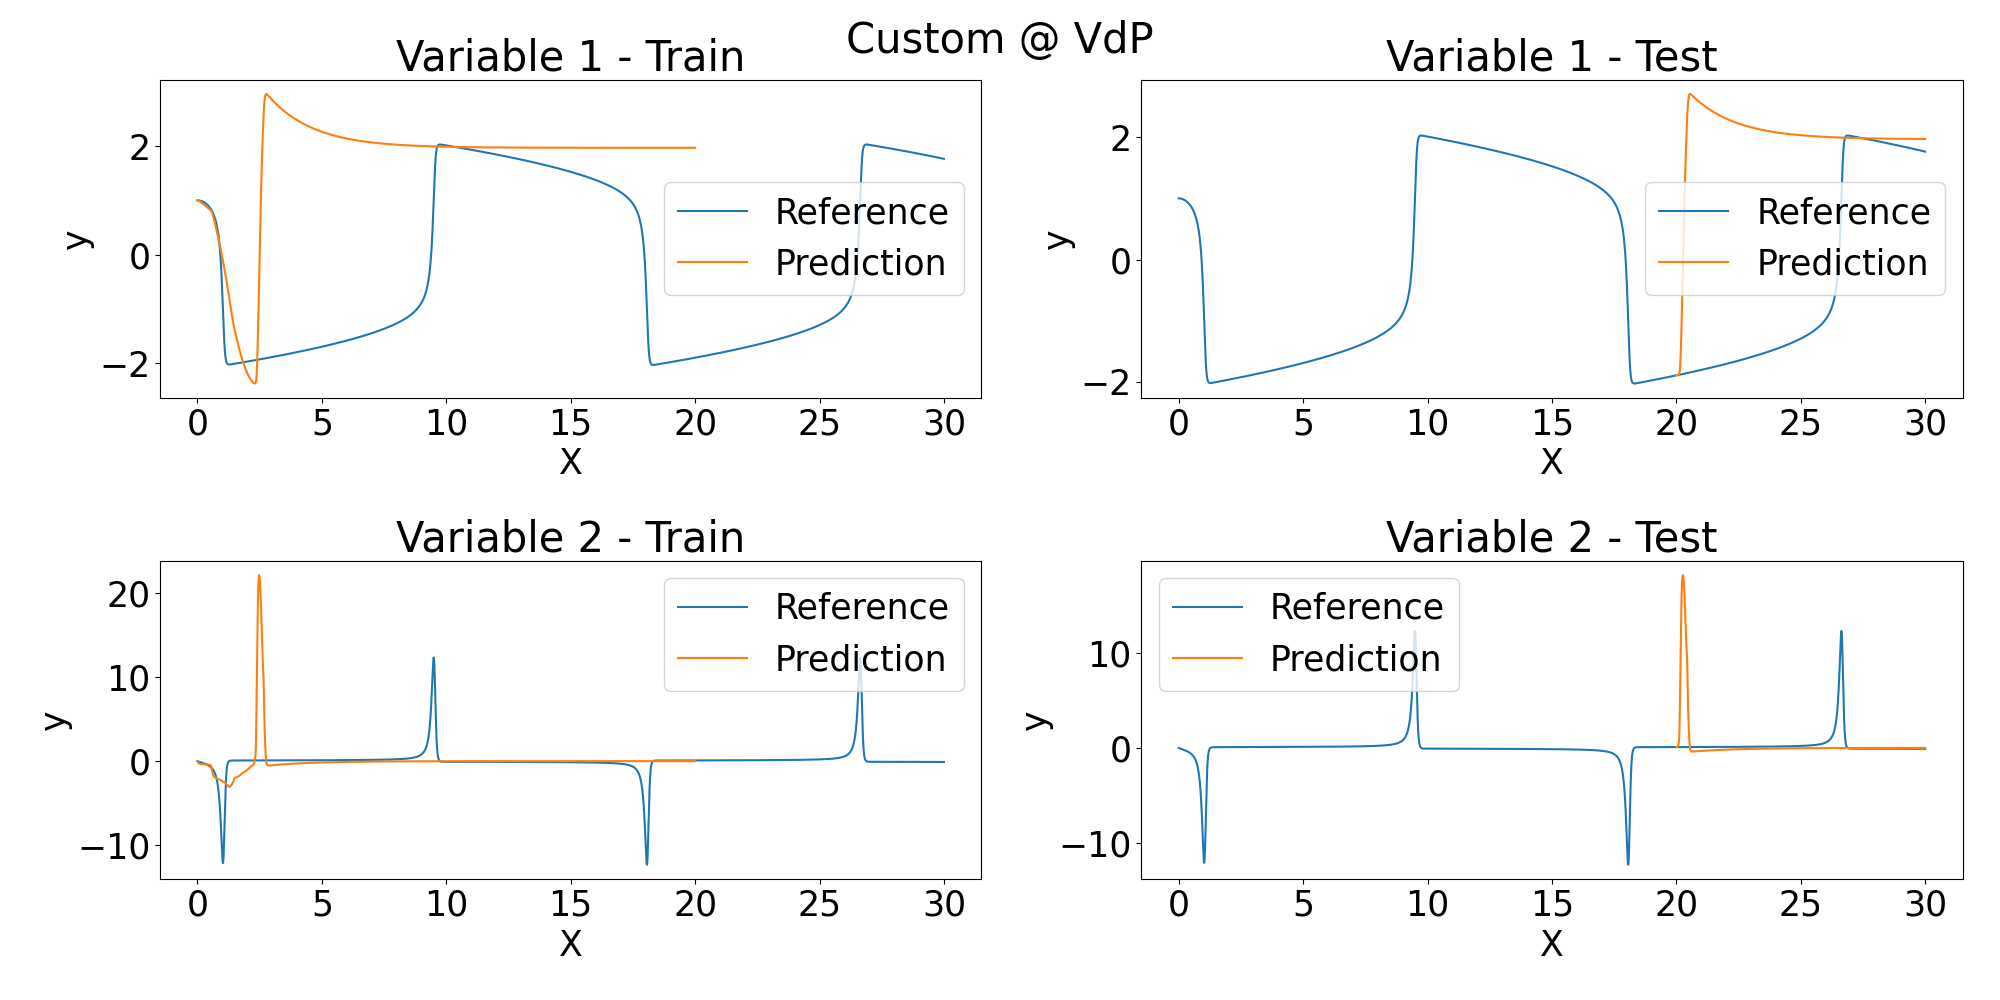 Custom @ VdP
Variable 1 - Train
2
0
−2
y
0 5 10 15 20 25 30
X
Reference
Prediction
Variable 1 - Test
2
0
−2
y
0 5 10 15 20 25 30
X
Reference
Prediction
Variable 2 - Train
20
10
0
−10
y
0 5 10 15 20 25 30
X
Reference
Prediction
Variable 2 - Test
10
0
−10
y
0 5 10 15 20 25 30
X
Reference
Prediction